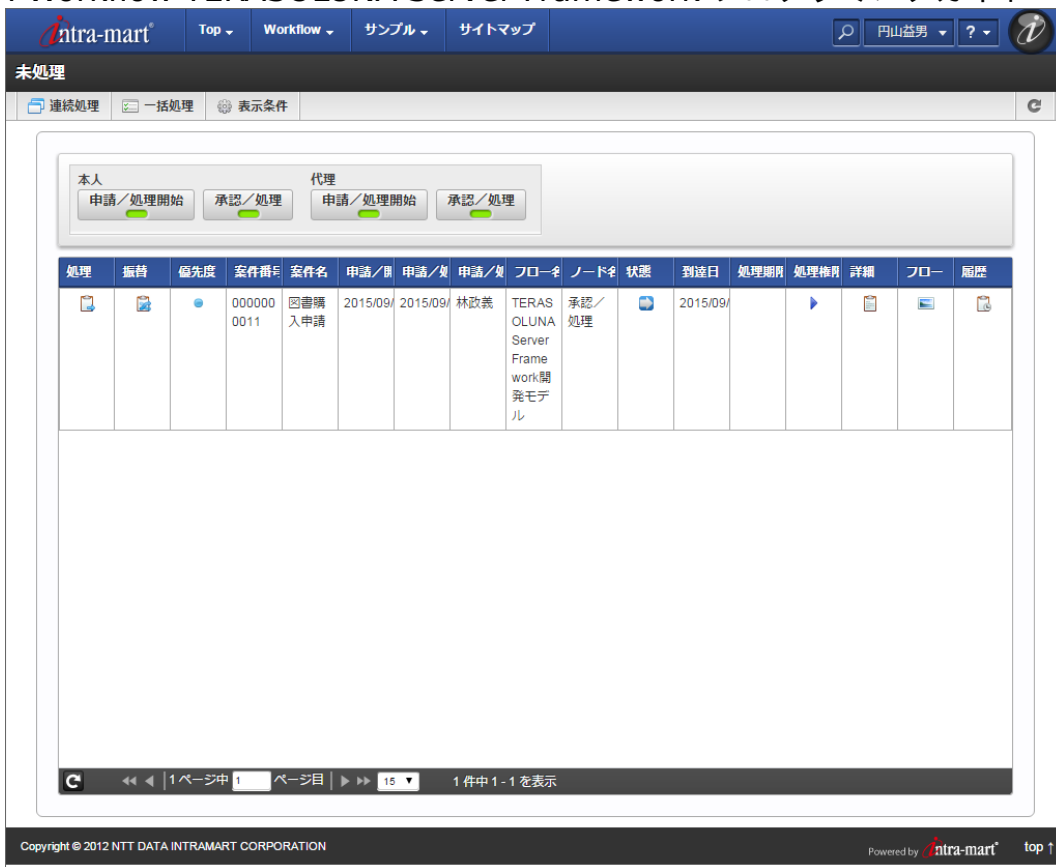 intra-mart® Top Workflow サンプル サイトマップ 円山益男 ?
未処理
連続処理 一括処理 表示条件
本人 代理
申請／処理開始 承認／処理 申請／処理開始 承認／処理
処理 振替 優先度 案件番号 案件名 申請／ 申請／ 申請／ フロー名 ノード名 状態 到達日 処理期限 処理権限 詳細 フロー 履歴
000000 図書購 2015/09/ 2015/09/ 林政義 TERAS 承認／ 2015/09/
0011 入申請 OLUNA 処理
Server
Frame
work開
発モデ
ル
1 ページ中 1 ページ目 15 1 件中 1 - 1 を表示
Copyright © 2012 NTT DATA INTRAMART CORPORATION Powered by intra-mart® top ↑